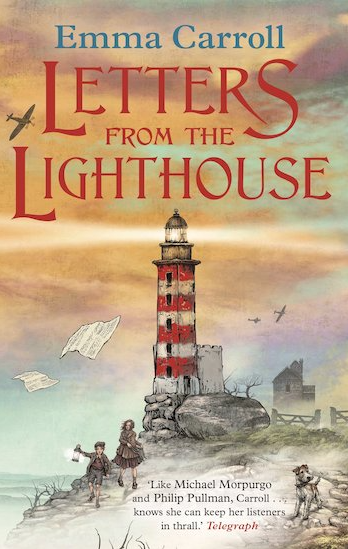 Emma Carroll
LETTERS
FROM THE
LIGHTHOUSE
‘Like Michael Morpurgo
and Philip Pullman, Carroll . . .
knows she can keep her listeners
in thrall.’ Telegraph